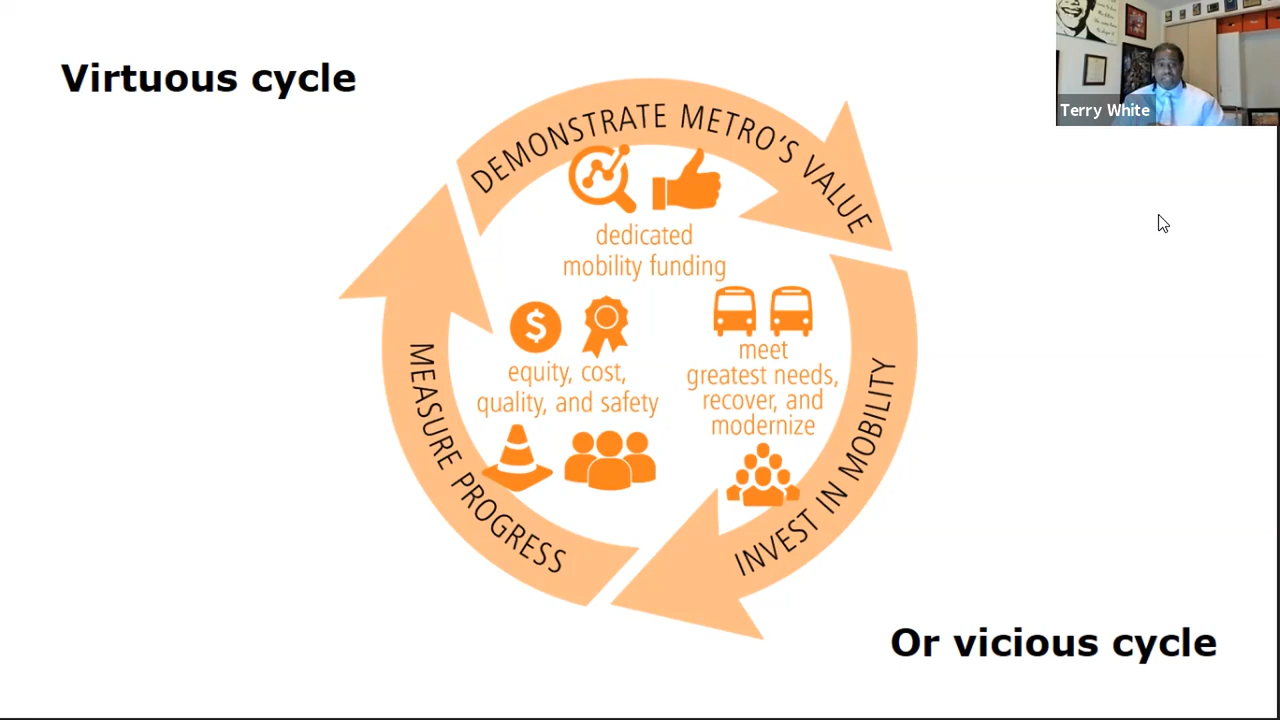 Virtuous cycle
Terry White
DEMONSTRATE METRO'S VALUE
dedicated
mobility funding
$
equity, cost,
quality, and safety
meet
greatest needs,
recover, and
modernize
MEASURE PROGRESS
INVEST IN MOBILITY
Or vicious cycle